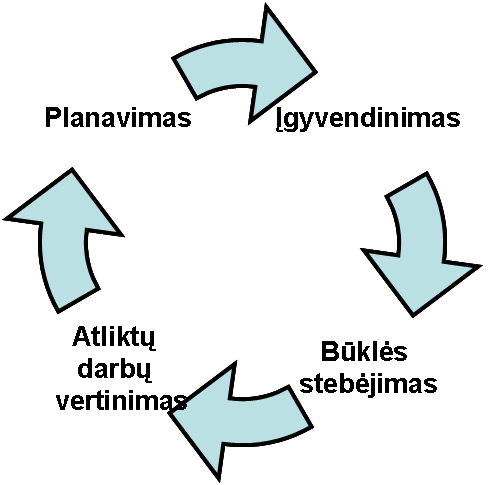 Planavimas
Įgyvendinimas
Būklės
stebėjimas
Atliktų
darbų
vertinimas